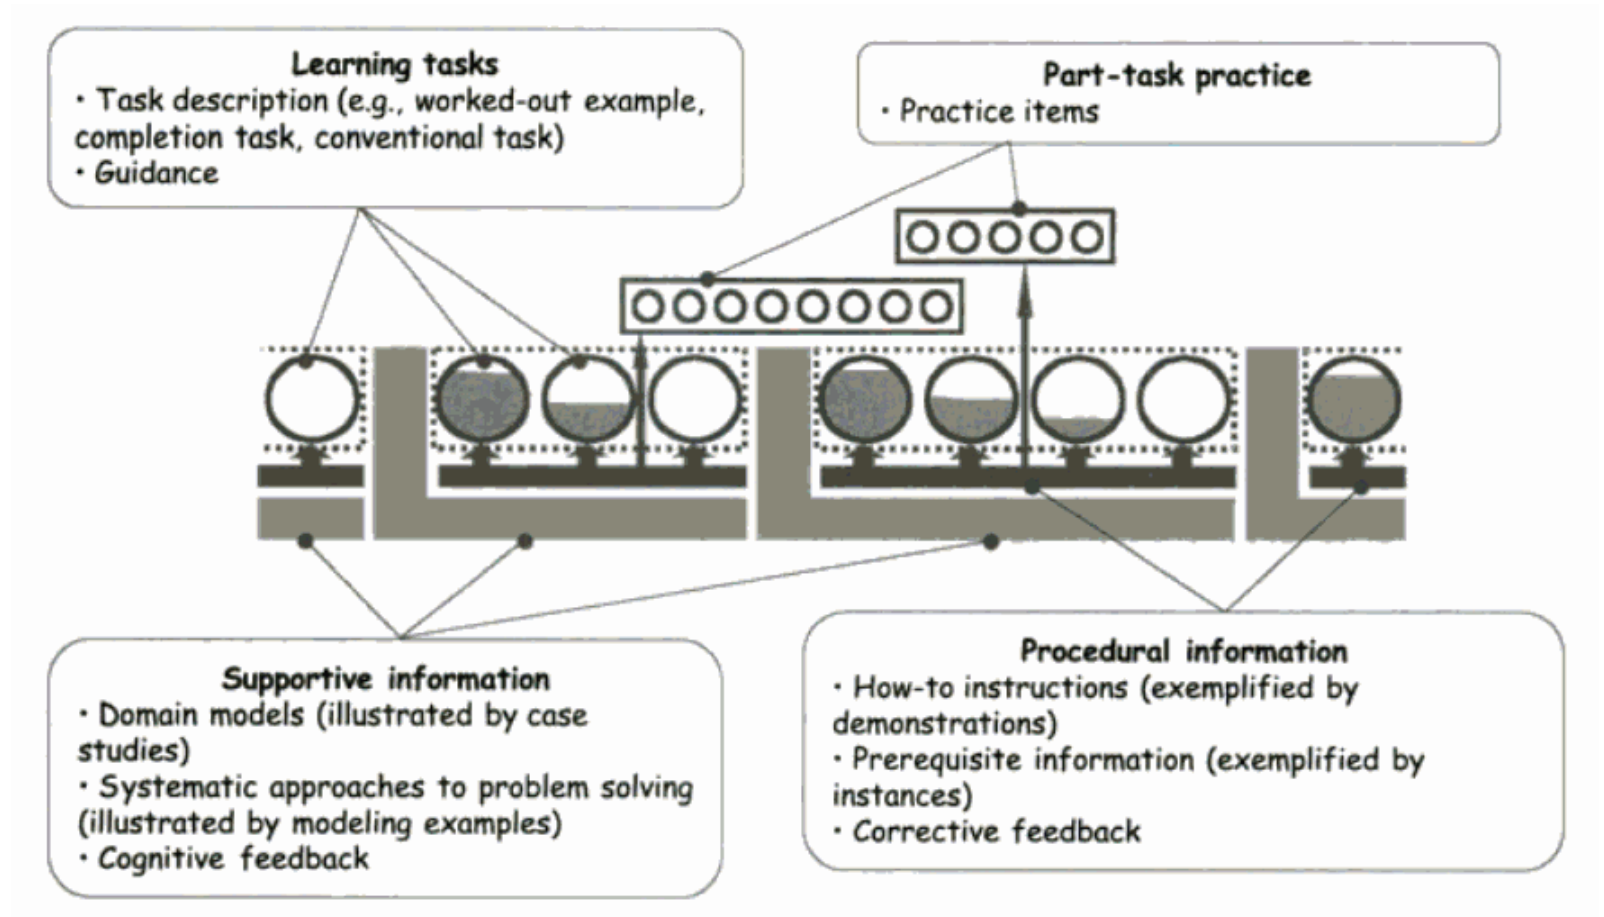 Learning tasks
• Task description (e.g., worked-out example,
completion task, conventional task)
• Guidance
Part-task practice
• Practice items
Supportive information
• Domain models (illustrated by case
studies)
• Systematic approaches to problem solving
(illustrated by modeling examples)
• Cognitive feedback
Procedural information
• How-to instructions (exemplified by
demonstrations)
• Prerequisite information (exemplified by
instances)
• Corrective feedback